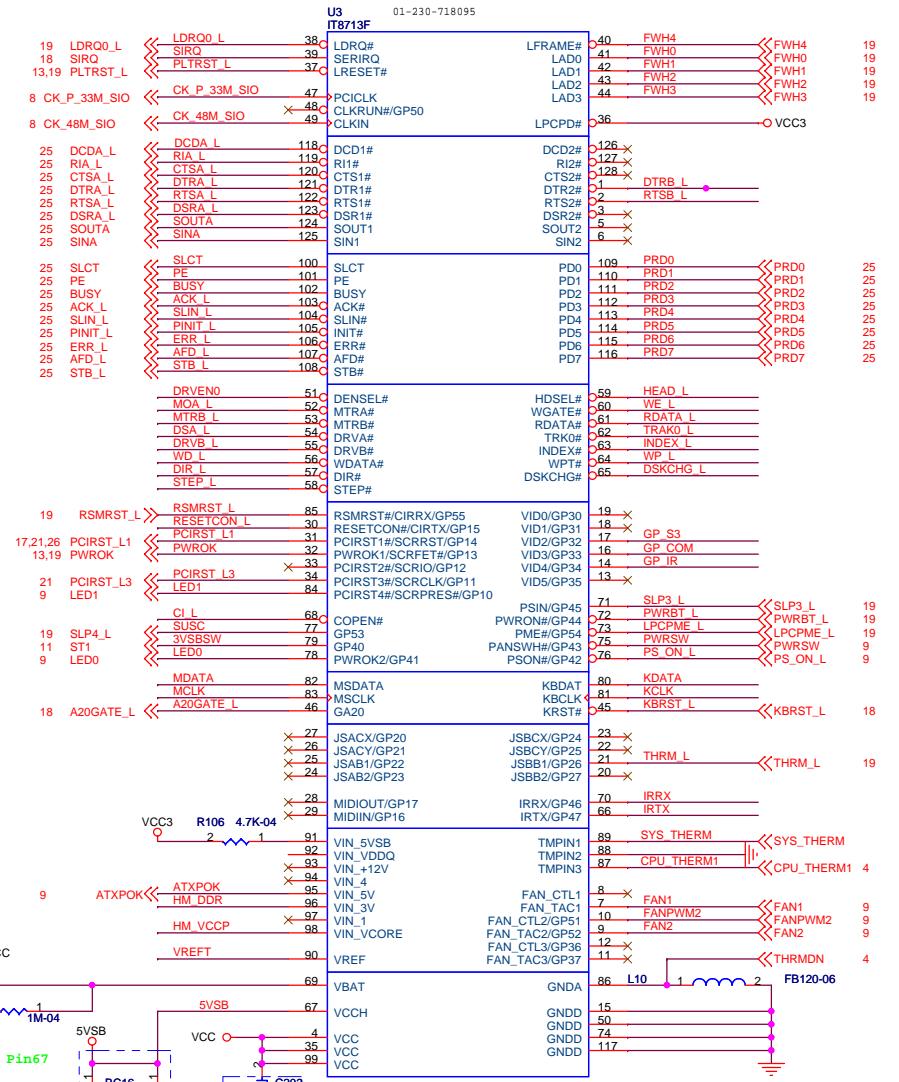 U3 01-230-718095
IT8713F
19 LDRQ0_L LDRQ0_L 38 LDRQ# LFRAME# 40 FWH4 FWH4 19
18 SIRQ SIRQ 39 SERIRQ LAD0 41 FWH0 FWH0 19
13,19 PLTRST_L PLTRST_L 37 LRESET# LAD1 42 FWH1 FWH1 19
LAD2 43 FWH2 FWH2 19
8 CK_P_33M_SIO CK_P_33M_SIO 47 PCICLK LAD3 44 FWH3 FWH3 19
48 CLKRUN#/GP50
8 CK_48M_SIO CK_48M_SIO 49 CLKIN LPCPD# 36 VCC3
25 DCDA_L DCDA_L 118 DCD1# DCD2# 126
25 RIA_L RIA_L 119 RI1# RI2# 127
25 CTSA_L CTSA_L 120 CTS1# CTS2# 128
25 DTRA_L DTRA_L 121 DTR1# DTR2# 1 DTRB_L
25 RTSA_L RTSA_L 122 RTS1# RTS2# 2 RTSB_L
25 DSRA_L DSRA_L 123 DSR1# DSR2# 3
25 SOUTA SOUTA 124 SOUT1 SOUT2 5
25 SINA SINA 125 SIN1 SIN2 6
25 SLCT SLCT 100 SLCT PD0 109 PRD0 PRD0 25
25 PE PE 101 PE PD1 110 PRD1 PRD1 25
25 BUSY BUSY 102 BUSY PD2 111 PRD2 PRD2 25
25 ACK_L ACK_L 103 ACK# PD3 112 PRD3 PRD3 25
25 SLIN_L SLIN_L 104 SLIN# PD4 113 PRD4 PRD4 25
25 PINIT_L PINIT_L 105 INIT# PD5 114 PRD5 PRD5 25
25 ERR_L ERR_L 106 ERR# PD6 115 PRD6 PRD6 25
25 AFD_L AFD_L 107 AFD# PD7 116 PRD7 PRD7 25
25 STB_L STB_L 108 STB#
DRVEN0 51 DENSEL# HDSEL# 59 HEAD_L
MOA_L 52 MTRA# WGATE# 60 WE_L
MTRB_L 53 MTRB# RDATA# 61 RDATA_L
DSA_L 54 DRVA# TRK0# 62 TRAK0_L
DRVB_L 55 DRVB# INDEX# 63 INDEX_L
WD_L 56 WDATA# WPT# 64 WP_L
DIR_L 57 DIR# DSKCHG# 65 DSKCHG_L
STEP_L 58 STEP#
19 RSMRST_L RSMRST_L 85 RSMRST#/CIRRX/GP55 VID0/GP30 19
RESETCON_L 30 RESETCON#/CIRTX/GP15 VID1/GP31 18
17,21,26 PCIRST_L1 PCIRST_L1 31 PCIRST1#/SCRRST/GP14 VID2/GP32 17 GP_S3
13,19 PWROK PWROK 32 PWROK1/SCRFET#/GP13 VID3/GP33 16 GP_COM
33 PCIRST2#/SCRIO/GP12 VID4/GP34 14 GP_IR
21 PCIRST_L3 PCIRST_L3 34 PCIRST3#/SCRCLK/GP11 VID5/GP35 13
9 LED1 LED1 84 PCIRST4#/SCRPRES#/GP10
PSIN/GP45 71 SLP3_L SLP3_L 19
CI_L 68 COPEN# PWRON#/GP44 72 PWRBT_L PWRBT_L 19
19 SLP4_L SUSC 77 GP53 PME#/GP54 73 LPCPME_L LPCPME_L 19
11 ST1 3VSBSW 79 GP40 PANSWH#/GP43 75 PWRSW PWRSW 9
9 LED0 LED0 78 PWROK2/GP41 PSON#/GP42 76 PS_ON_L PS_ON_L 9
MDATA 82 MSDATA KBDAT 80 KDATA
MCLK 83 MSCLK KBCLK 81 KCLK
18 A20GATE_L A20GATE_L 46 GA20 KRST# 45 KBRST_L KBRST_L 18
27 JSACX/GP20 JSBCX/GP24 23
26 JSACY/GP21 JSBCY/GP25 22
25 JSAB1/GP22 JSBB1/GP26 21 THRM_L THRM_L 19
24 JSAB2/GP23 JSBB2/GP27 20
28 MIDIOUT/GP17 IRRX/GP46 70 IRRX
29 MIDIIN/GP16 IRTX/GP47 66 IRTX
VCC3 R106 4.7K-04
2 1 91 VIN_5VSB TMPIN1 89 SYS_THERM SYS_THERM
92 VIN_VDDQ TMPIN2 88
93 VIN_+12V TMPIN3 87 CPU_THERM1 CPU_THERM1 4
94 VIN_4
9 ATXPOK ATXPOK 95 VIN_5V FAN_CTL1 8
HM_DDR 96 VIN_3V FAN_TAC1 7 FAN1 FAN1 9
97 VIN_1 FAN_CTL2/GP51 10 FANPWM2 FANPWM2 9
HM_VCCP 98 VIN_VCORE FAN_TAC2/GP52 9 FAN2 FAN2 9
FAN_CTL3/GP36 12
VREFT 90 VREF FAN_TAC3/GP37 11 THRMDN 4
69 VBAT GNDA 86 L10 1 2 FB120-06
1
1M-04
5VSB 67 VCCH GNDD 15
GNDD 50
5VSB VCC 4 VCC GNDD 74
Pin67 35 VCC GNDD 117
99 VCC